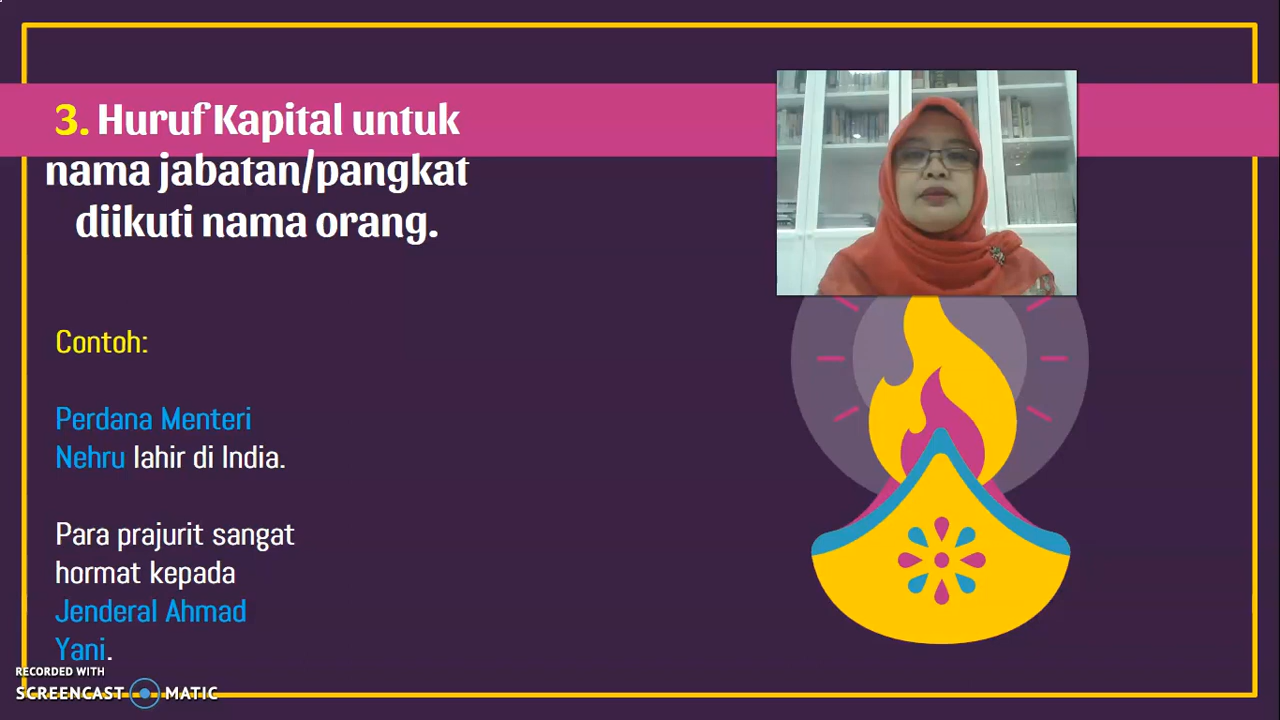 3. Huruf Kapital untuk
nama jabatan/pangkat
diikuti nama orang.
Contoh:
Perdana Menteri
Nehru lahir di India.
Para prajurit sangat
hormat kepada
Jenderal Ahmad
Yani.
RECORDED WITH
SCREENCAST MATIC